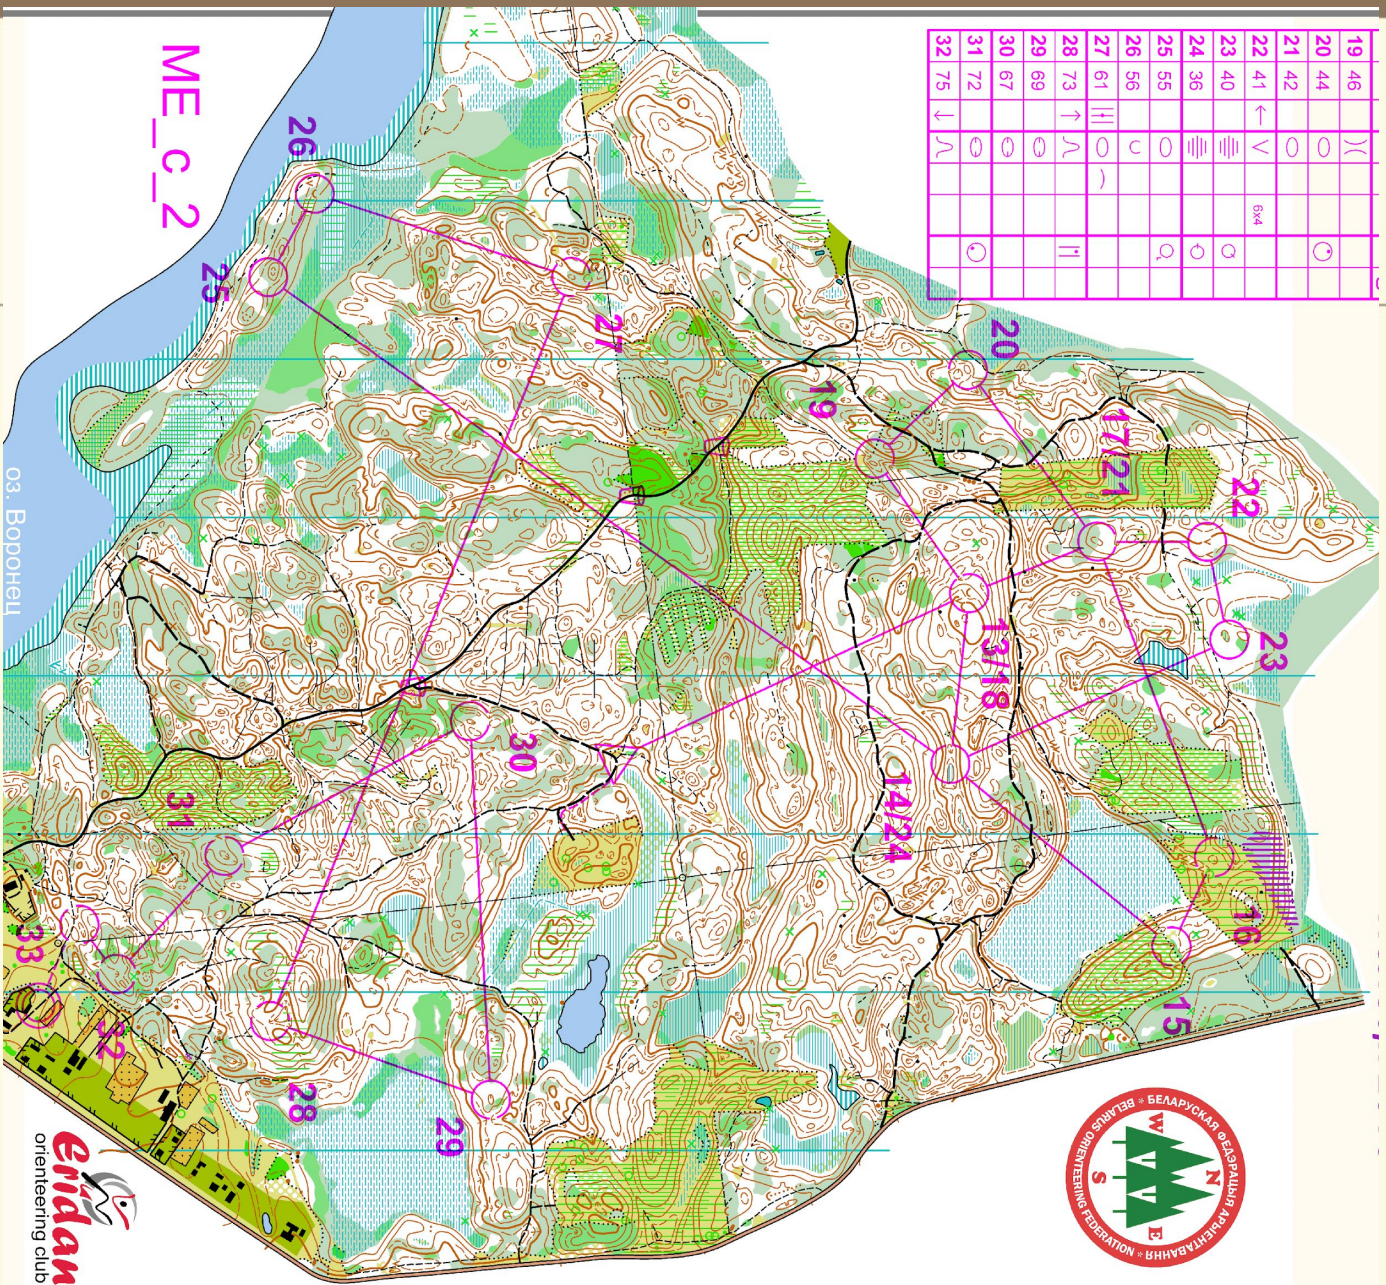 ME_c_2
19 46
20 44
21 42
22 41 6x4
23 40
24 36
25 55
26 56
27 61
28 73
29 69
30 67
31 72
32 75
26
25
27
20
19
17/21
22
23
13/18
14/24
16
15
30
31
33
32
28
29
оз. Воронец
БЕЛАРУСКАЯ ФЕДЭРАЦЫЯ АРЫЕНТАВАННЯ
BELARUS ORIENTEERING FEDERATION
N
W
E
S
endan
orienteering club